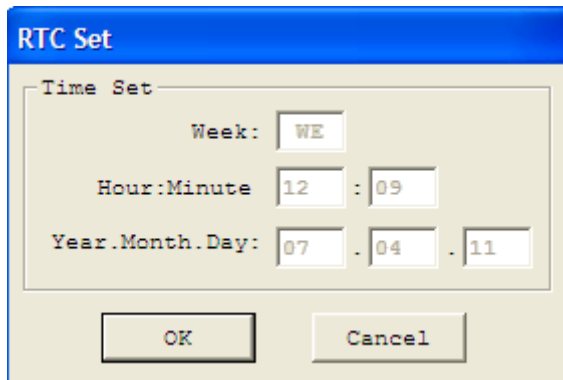 RTC Set
Time Set
Week: WE
Hour:Minute 12 : 09
Year.Month.Day: 07 . 04 . 11
OK Cancel